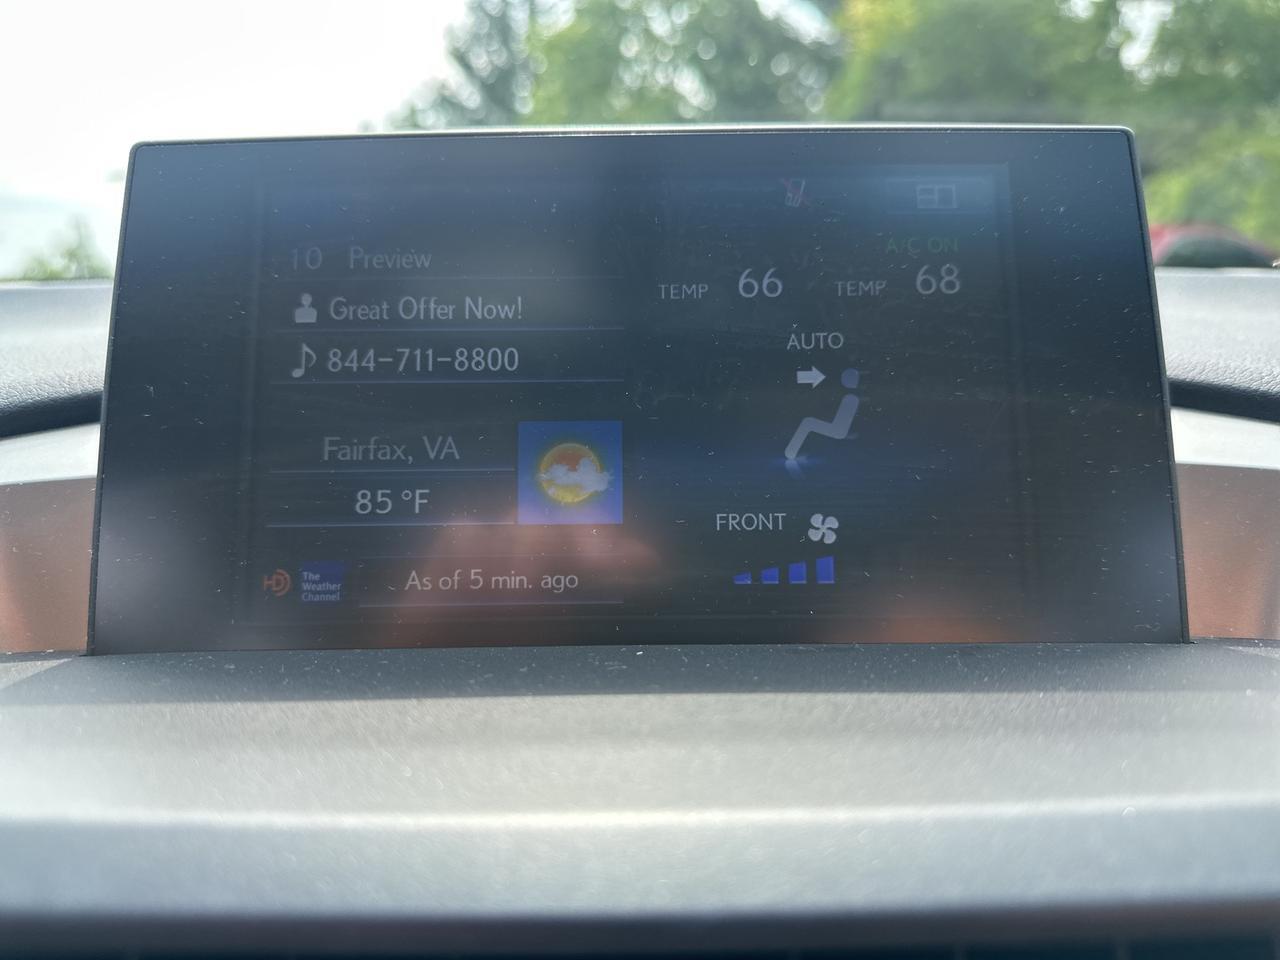 10 Preview
Great Offer Now!
844-711-8800
Fairfax, VA
85 °F
HD
The
Weather
Channel
As of 5 min. ago
A/C ON
TEMP 66 TEMP 68
AUTO
FRONT